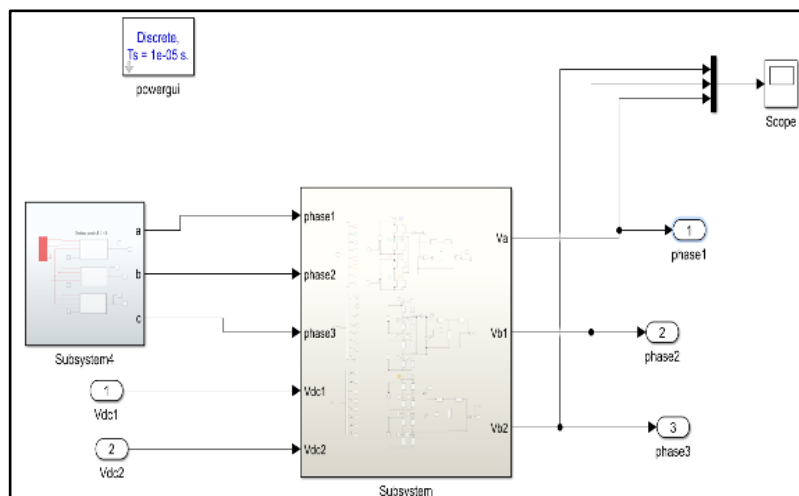 Discrete,
Ts = 1e-05 s.
powergui
Scope
a
b
c
Subsystem4
phase1
phase2
phase3
Vdc1
Vdc2
Va
Vb1
Vb2
Subsystem
1
Vdc1
2
Vdc2
1
phase1
2
phase2
3
phase3